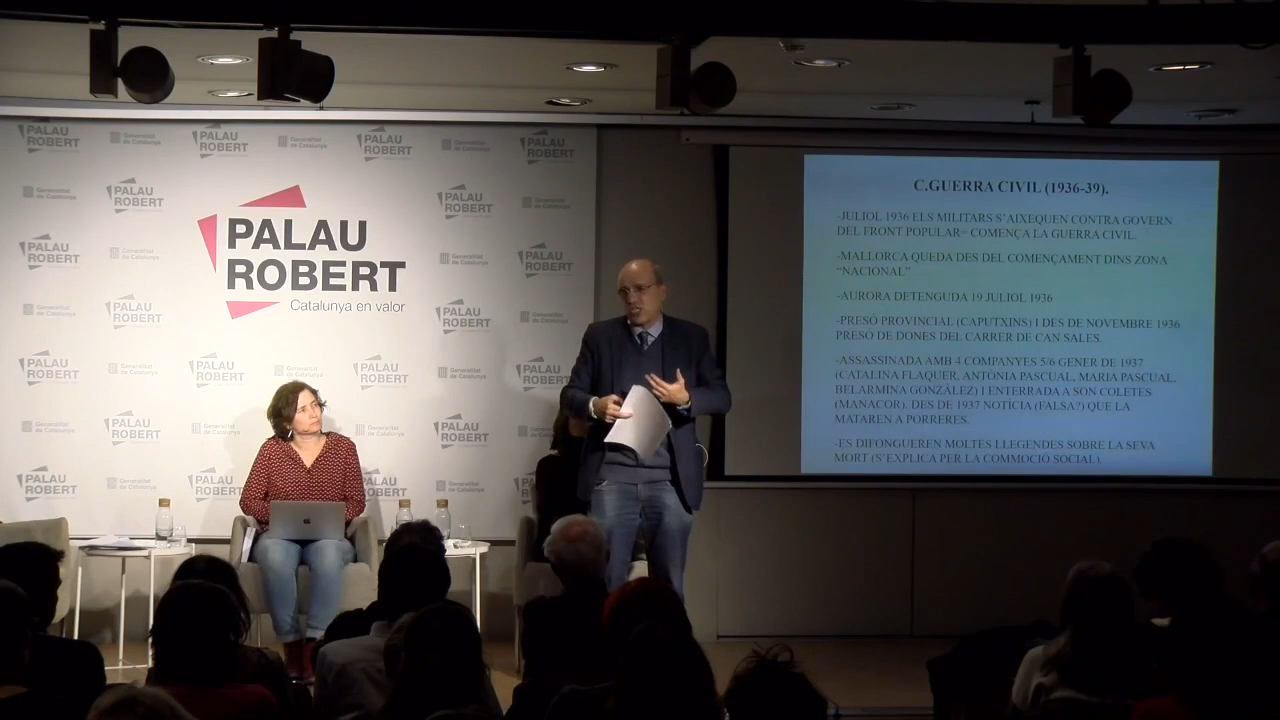 PALAU
ROBERT
Catalunya en valor
Generalitat
de Catalunya
C.GUERRA CIVIL (1936-39).
-JULIOL 1936 ELS MILITARS S'AIXEQUEN CONTRA GOVERN
DEL FRONT POPULAR= COMENÇA LA GUERRA CIVIL.
-MALLORCA QUEDA DES DEL COMENÇAMENT DINS ZONA
"NACIONAL"
-AURORA DETENGUDA 19 JULIOL 1936
-PRESÓ PROVINCIAL (CAPUTXINS) I DES DE NOVEMBRE 1936
PRESÓ DE DONES DEL CARRER DE CAN SALES.
-ASSASSINADA AMB 4 COMPANYES 5/6 GENER DE 1937
(CATALINA FLAQUER, ANTÒNIA PASCUAL, MARIA PASCUAL,
BELARMINA GONZÁLEZ) I ENTERRADA A SON COLETES
(MANACOR). DES DE 1937 NOTÍCIA (FALSA?) QUE LA
MATAREN A PORRERES.
-ES DIFONGUEREN MOLTES LLEGENDES SOBRE LA SEVA
MORT (S'EXPLICA PER LA COMMOCIÓ SOCIAL).